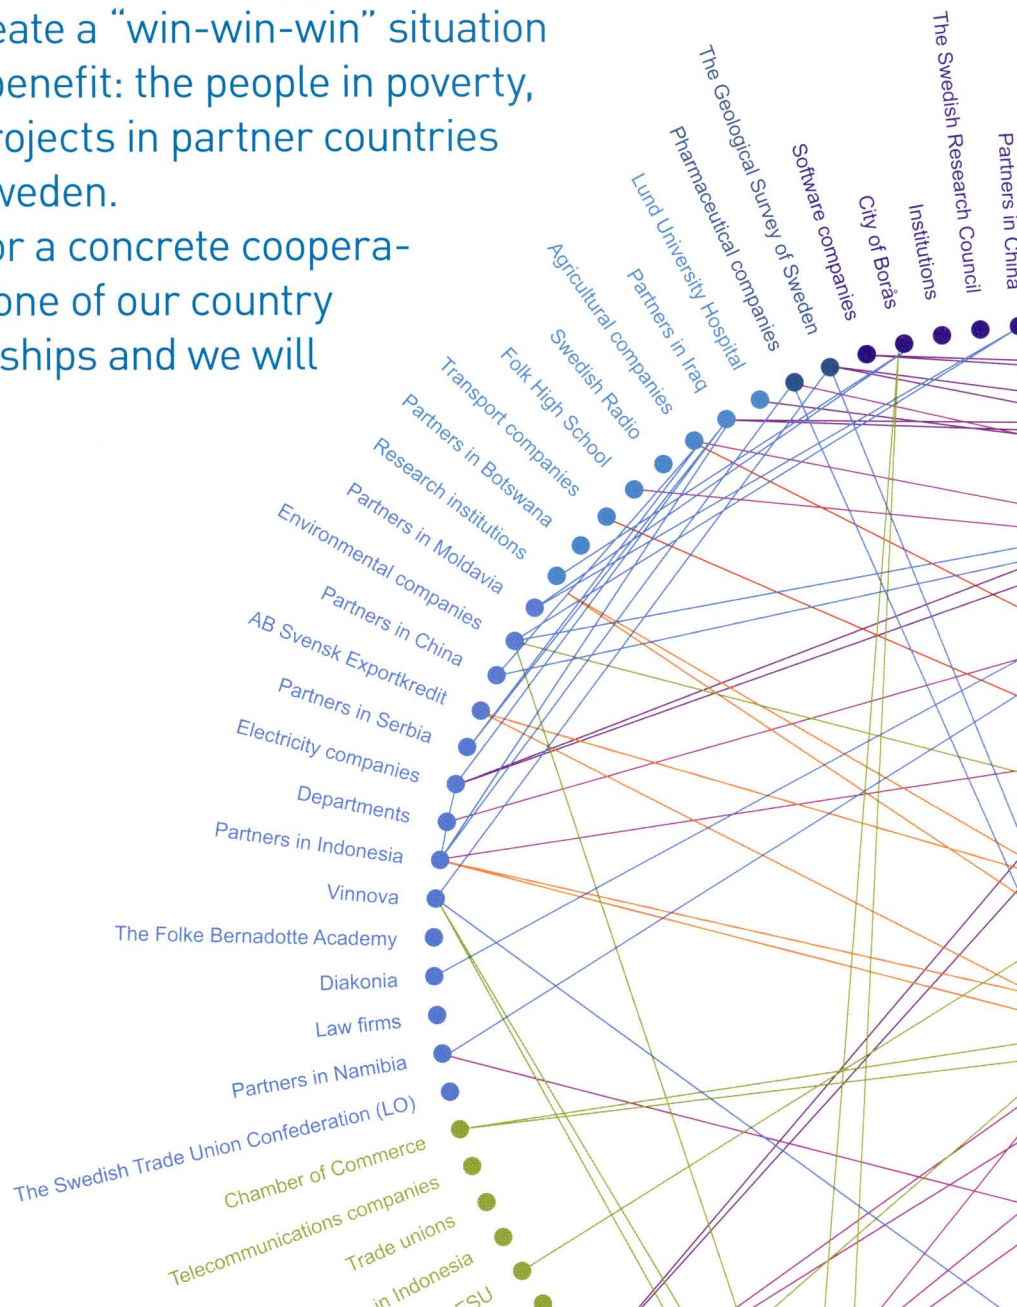 eate a “win-win-win” situation
benefit: the people in poverty,
rojects in partner countries
weden.
or a concrete coopera-
one of our country
ships and we will
Partners in China
The Swedish Research Council
Institutions
City of Borås
Software companies
The Geological Survey of Sweden
Pharmaceutical companies
Lund University Hospital
Partners in Iraq
Agricultural companies
Swedish Radio
Folk High School
Transport companies
Partners in Botswana
Research institutions
Partners in Moldavia
Environmental companies
Partners in China
AB Svensk Exportkredit
Partners in Serbia
Electricity companies
Departments
Partners in Indonesia
Vinnova
The Folke Bernadotte Academy
Diakonia
Law firms
Partners in Namibia
The Swedish Trade Union Confederation (LO)
Chamber of Commerce
Telecommunications companies
Trade unions
in Indonesia
ESU